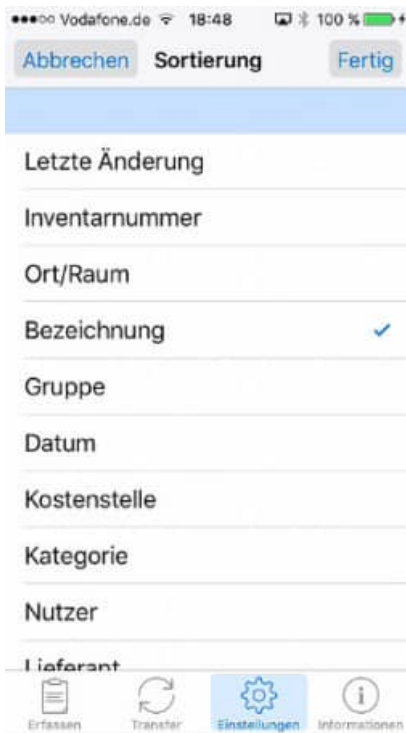 Vodafone.de 18:48 100 %
Abbrechen Sortierung Fertig
Letzte Änderung
Inventarnummer
Ort/Raum
Bezeichnung
Gruppe
Datum
Kostenstelle
Kategorie
Nutzer
Lieferant
Erfassen Transfer Einstellungen Informationen